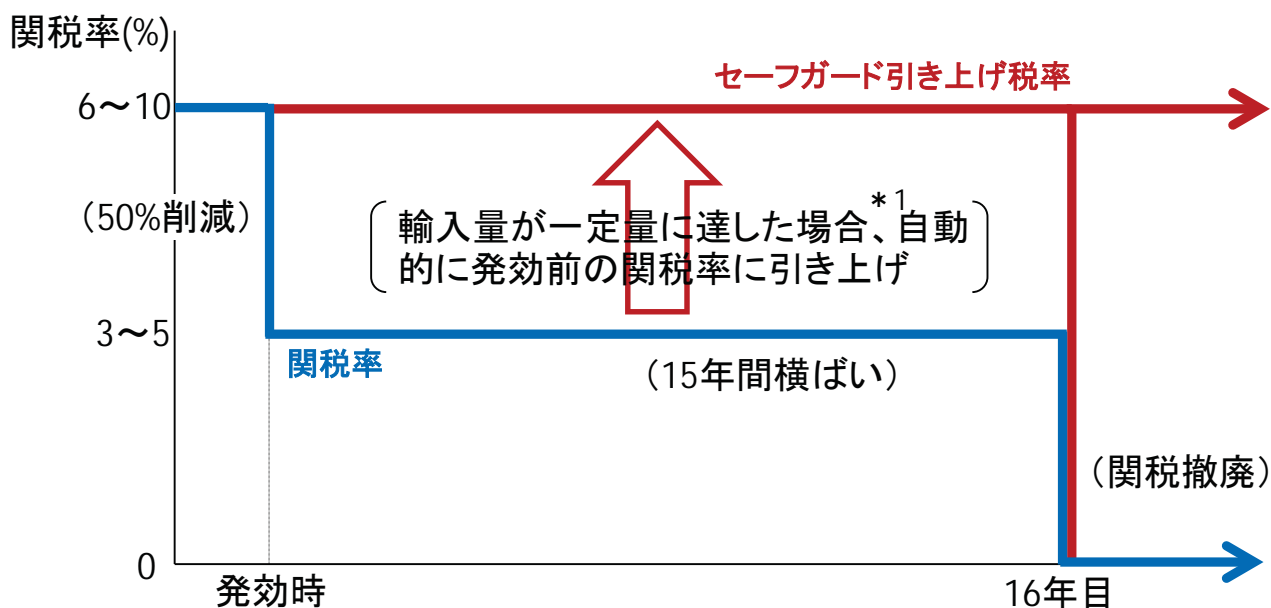 関税率(%)
セーフガード引き上げ税率
6～10
（50%削減）
輸入量が一定量に達した場合、*1自動
的に発効前の関税率に引き上げ
3～5
関税率
（15年間横ばい）
（関税撤廃）
0
発効時
16年目